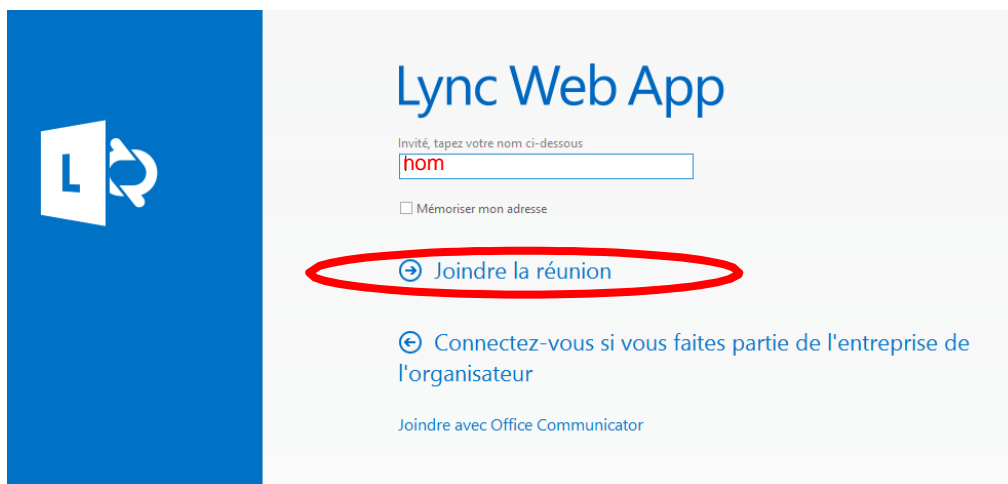 Lync Web App
Invité, tapez votre nom ci-dessous
hom
Mémoriser mon adresse
Joindre la réunion
Connectez-vous si vous faites partie de l'entreprise de
l'organisateur
Joindre avec Office Communicator
L